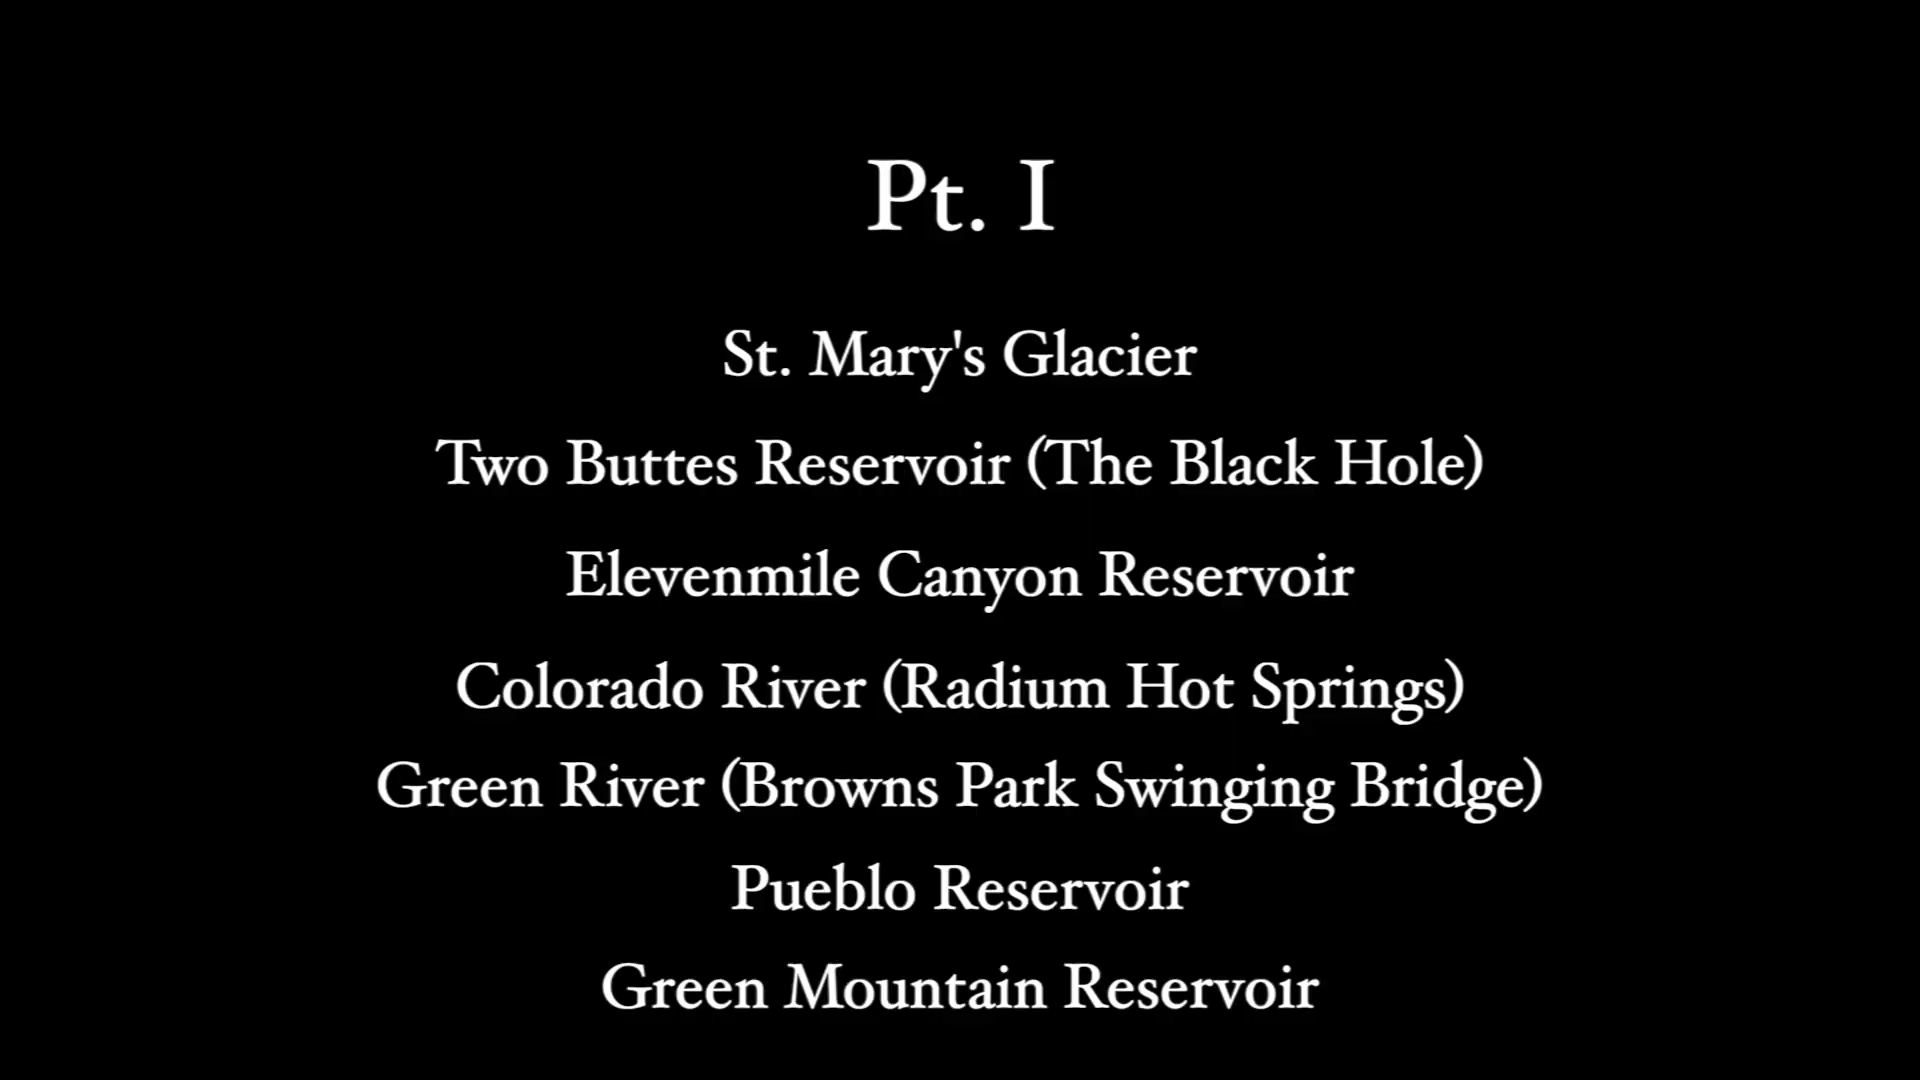 Pt. I
St. Mary's Glacier
Two Buttes Reservoir (The Black Hole)
Elevenmile Canyon Reservoir
Colorado River (Radium Hot Springs)
Green River (Browns Park Swinging Bridge)
Pueblo Reservoir
Green Mountain Reservoir